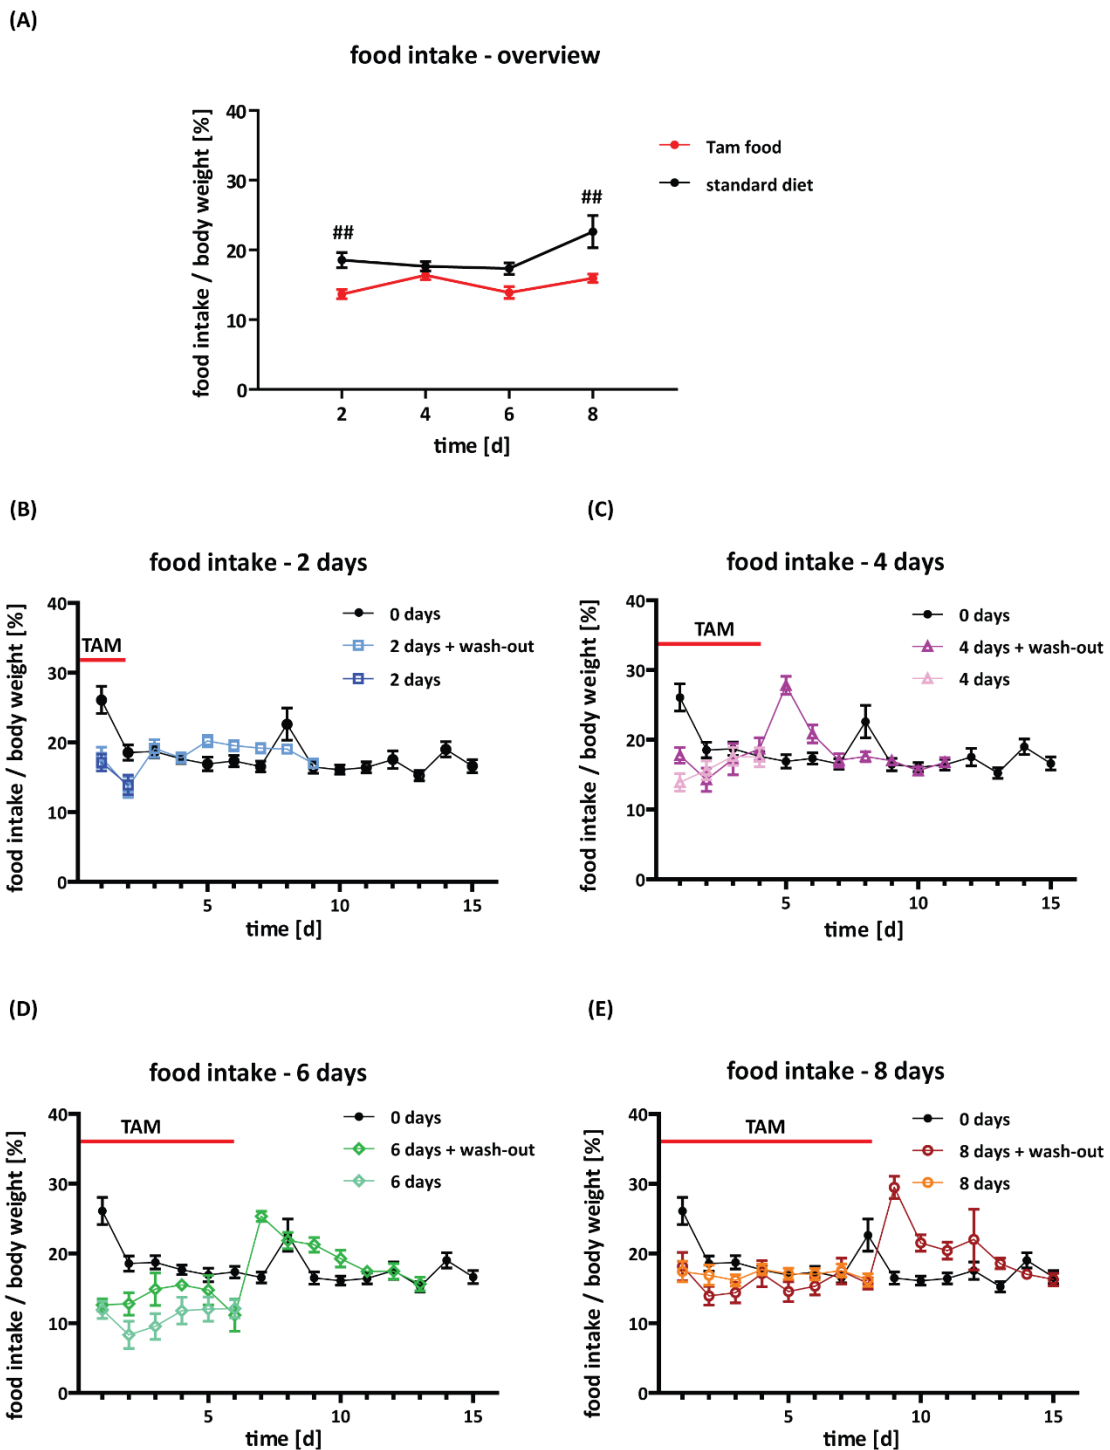 (A)
food intake - overview
food intake / body weight [%]
40
30
20
10
0
##
##
2 4 6 8
time [d]
Tam food
standard diet
(B)
food intake - 2 days
food intake / body weight [%]
40
30
20
10
0
TAM
0 days
2 days + wash-out
2 days
5 10 15
time [d]
(C)
food intake - 4 days
food intake / body weight [%]
40
30
20
10
0
TAM
0 days
4 days + wash-out
4 days
5 10 15
time [d]
(D)
food intake - 6 days
food intake / body weight [%]
40
30
20
10
0
TAM
0 days
6 days + wash-out
6 days
5 10 15
time [d]
(E)
food intake - 8 days
food intake / body weight [%]
40
30
20
10
0
TAM
0 days
8 days + wash-out
8 days
5 10 15
time [d]